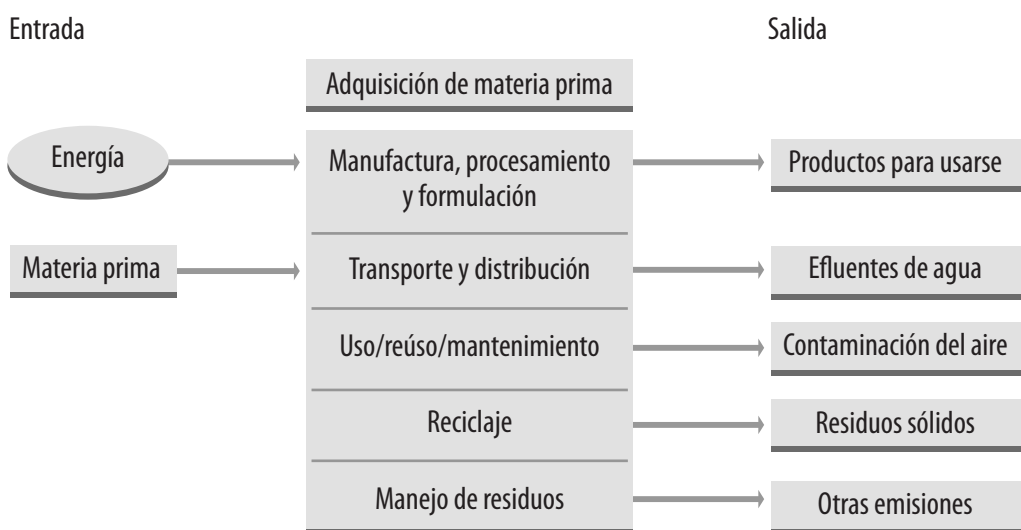 Entrada
Salida
Adquisición de materia prima
Energía
Manufactura, procesamiento
y formulación
Productos para usarse
Materia prima
Transporte y distribución
Efluentes de agua
Uso/reúso/mantenimiento
Contaminación del aire
Reciclaje
Residuos sólidos
Manejo de residuos
Otras emisiones